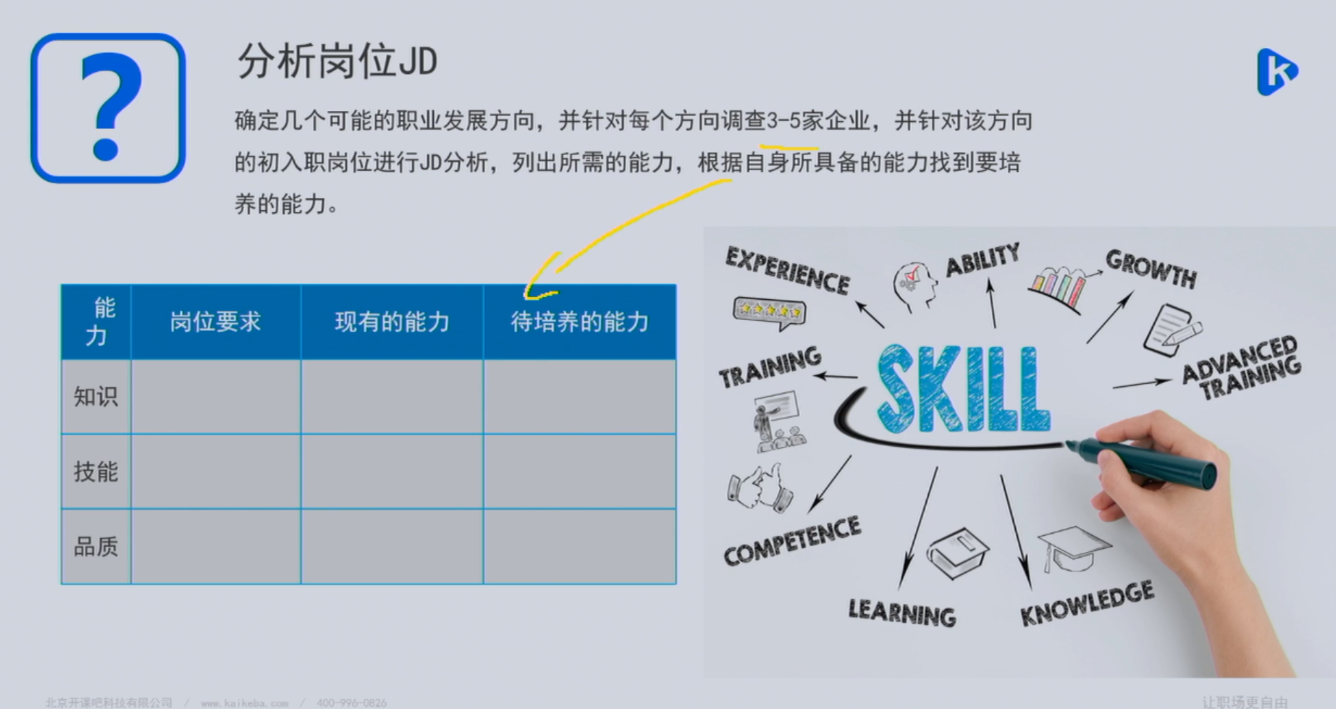 ?
分析岗位JD
k
确定几个可能的职业发展方向，并针对每个方向调查3-5家企业，并针对该方向
的初入职岗位进行JD分析，列出所需的能力，根据自身所具备的能力找到要培
养的能力。
能
力
岗位要求
现有的能力
待培养的能力
知识
技能
品质
EXPERIENCE
ABILITY
GROWTH
TRAINING
SKILL
ADVANCED
TRAINING
COMPETENCE
LEARNING
KNOWLEDGE
北京开课吧科技有限公司 / www.kaikeba.com / 400-996-0826
让职场更自由